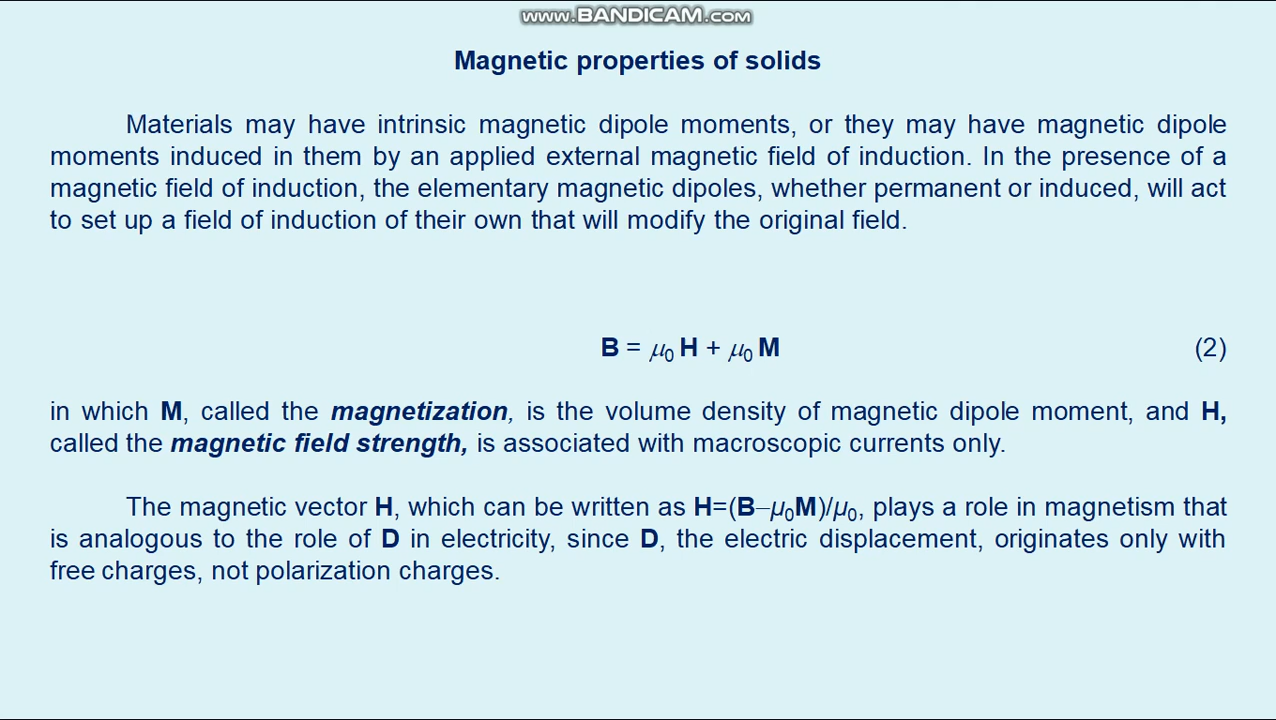 www.BANDICAM.com
Magnetic properties of solids
Materials may have intrinsic magnetic dipole moments, or they may have magnetic dipole
moments induced in them by an applied external magnetic field of induction. In the presence of a
magnetic field of induction, the elementary magnetic dipoles, whether permanent or induced, will act
to set up a field of induction of their own that will modify the original field.
B = μ₀ H + μ₀ M (2)
in which M, called the magnetization, is the volume density of magnetic dipole moment, and H,
called the magnetic field strength, is associated with macroscopic currents only.
The magnetic vector H, which can be written as H=(B–μ₀M)/μ₀, plays a role in magnetism that
is analogous to the role of D in electricity, since D, the electric displacement, originates only with
free charges, not polarization charges.